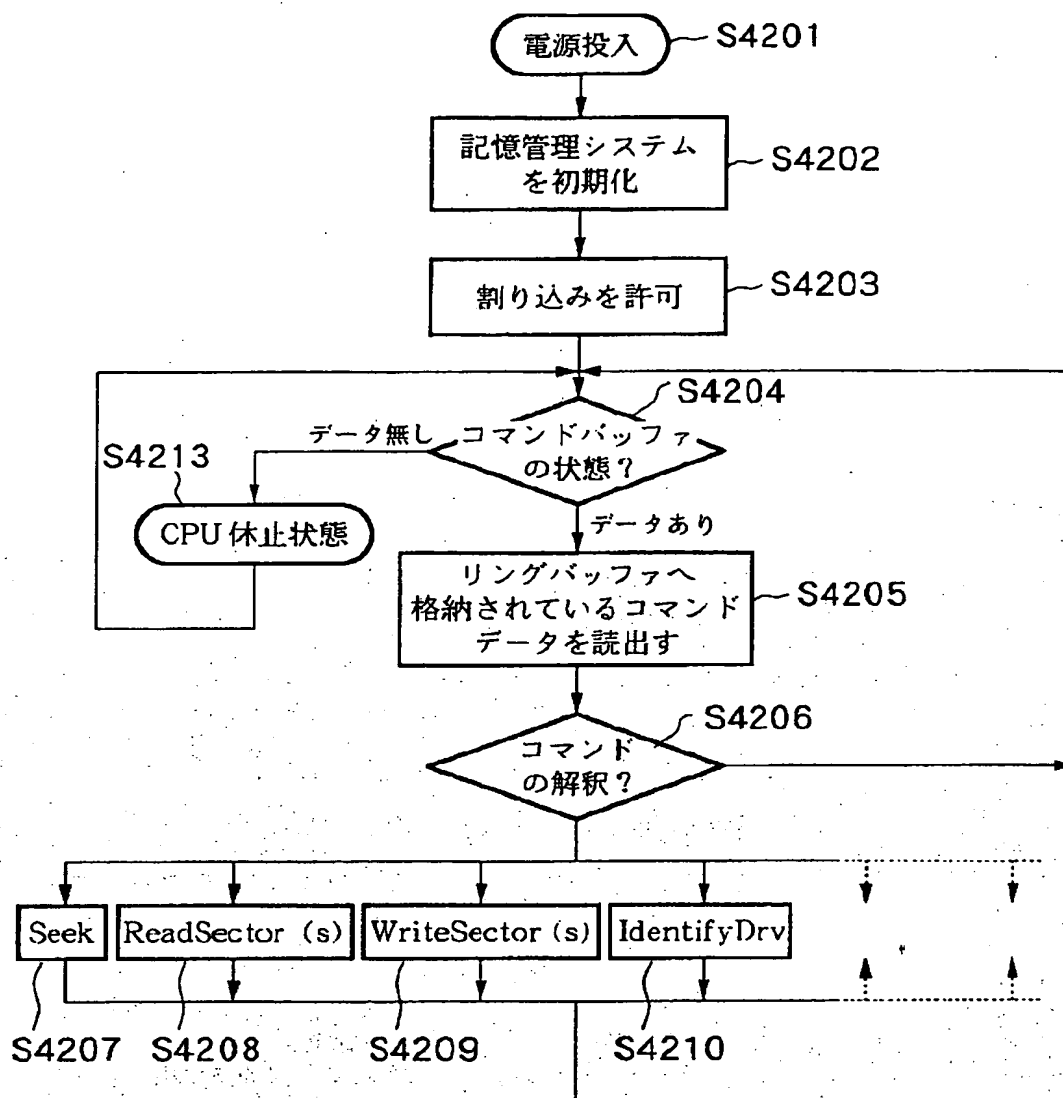 電源投入
S4201
記憶管理システム
を初期化
S4202
割り込みを許可
S4203
S4204
コマンドバッファ
の状態?
データ無し
S4213
CPU 休止状態
データあり
リングバッファへ
格納されているコマンド
データを読出す
S4205
S4206
コマンド
の解釈?
Seek
ReadSector (s)
WriteSector (s)
IdentifyDrv
S4207
S4208
S4209
S4210